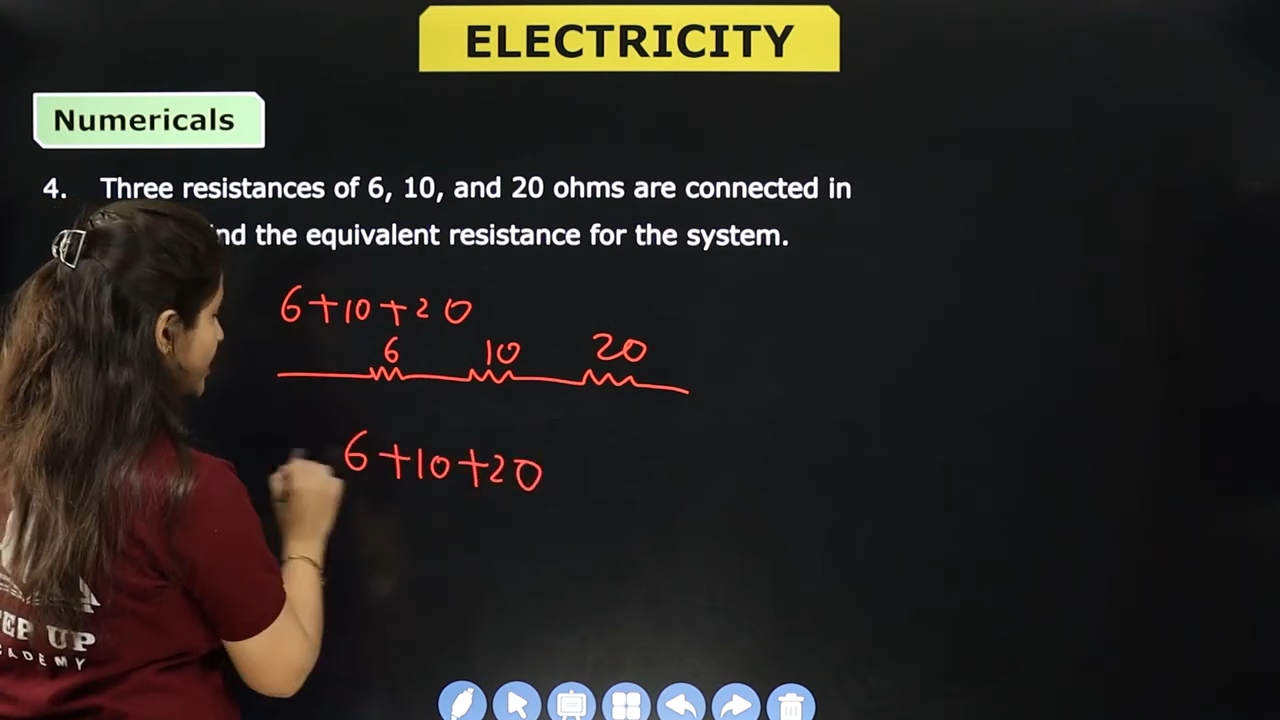 ELECTRICITY
Numericals
4. Three resistances of 6, 10, and 20 ohms are connected in
the equivalent resistance for the system.
6+10+20
6 10 20
6+10+20
UP